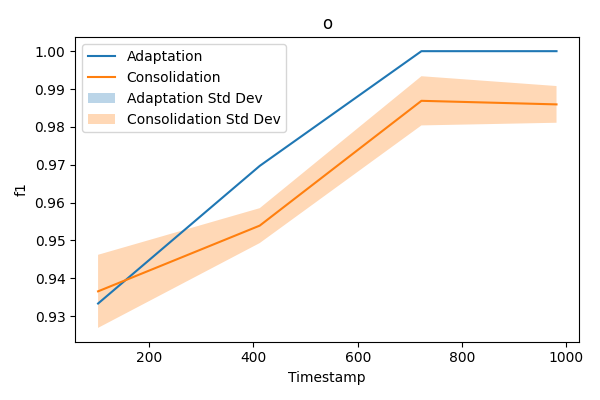 o
1.00
0.99
0.98
0.97
0.96
0.95
0.94
0.93
f1
Adaptation
Consolidation
Adaptation Std Dev
Consolidation Std Dev
200
400
600
800
1000
Timestamp